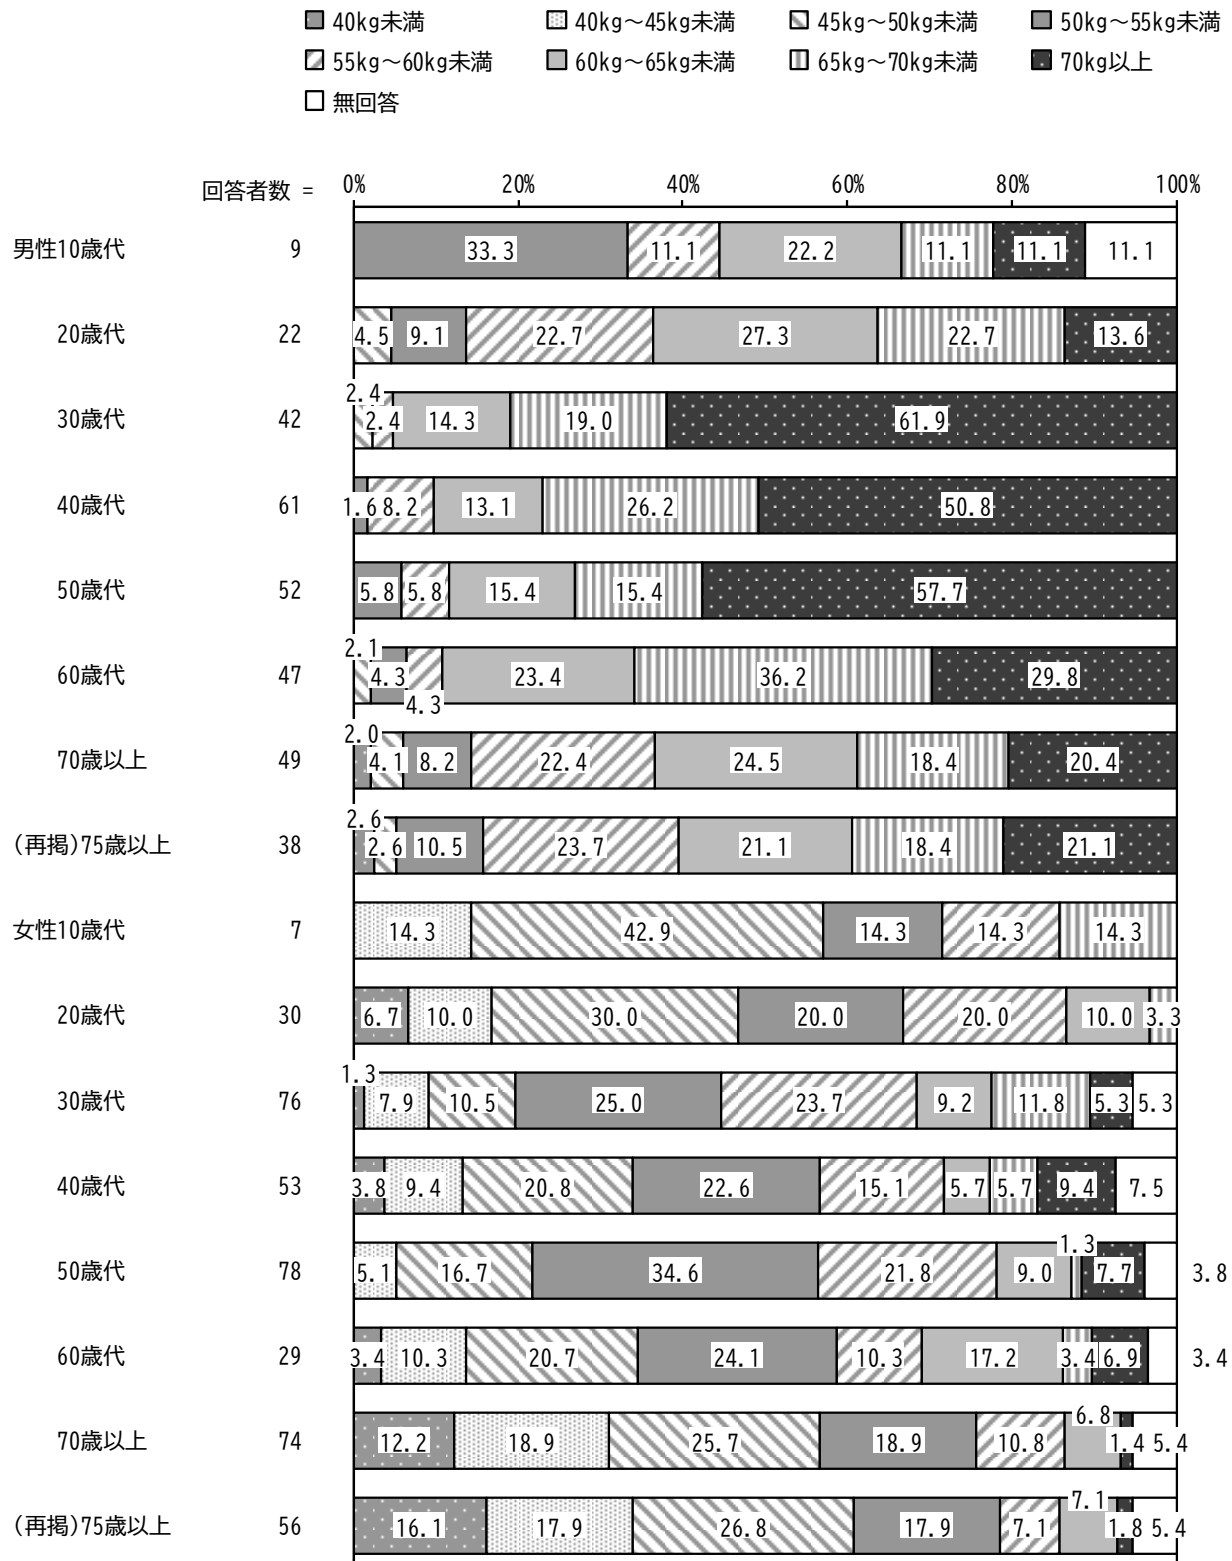 40kg未満 40kg～45kg未満 45kg～50kg未満 50kg～55kg未満
55kg～60kg未満 60kg～65kg未満 65kg～70kg未満 70kg以上
無回答
回答者数 = 0% 20% 40% 60% 80% 100%
男性10歳代 9 33.3 11.1 22.2 11.1 11.1 11.1
20歳代 22 4.5 9.1 22.7 27.3 22.7 13.6
30歳代 42 2.4 2.4 14.3 19.0 61.9
40歳代 61 1.6 8.2 13.1 26.2 50.8
50歳代 52 5.8 5.8 15.4 15.4 57.7
60歳代 47 2.1 4.3 4.3 23.4 36.2 29.8
70歳以上 49 2.0 4.1 8.2 22.4 24.5 18.4 20.4
(再掲)75歳以上 38 2.6 2.6 10.5 23.7 21.1 18.4 21.1
女性10歳代 7 14.3 42.9 14.3 14.3 14.3
20歳代 30 6.7 10.0 30.0 20.0 20.0 10.0 3.3
30歳代 76 1.3 7.9 10.5 25.0 23.7 9.2 11.8 5.3 5.3
40歳代 53 3.8 9.4 20.8 22.6 15.1 5.7 5.7 9.4 7.5
50歳代 78 5.1 16.7 34.6 21.8 9.0 1.3 7.7 3.8
60歳代 29 3.4 10.3 20.7 24.1 10.3 17.2 3.4 6.9 3.4
70歳以上 74 12.2 18.9 25.7 18.9 10.8 6.8 1.4 5.4
(再掲)75歳以上 56 16.1 17.9 26.8 17.9 7.1 7.1 1.8 5.4